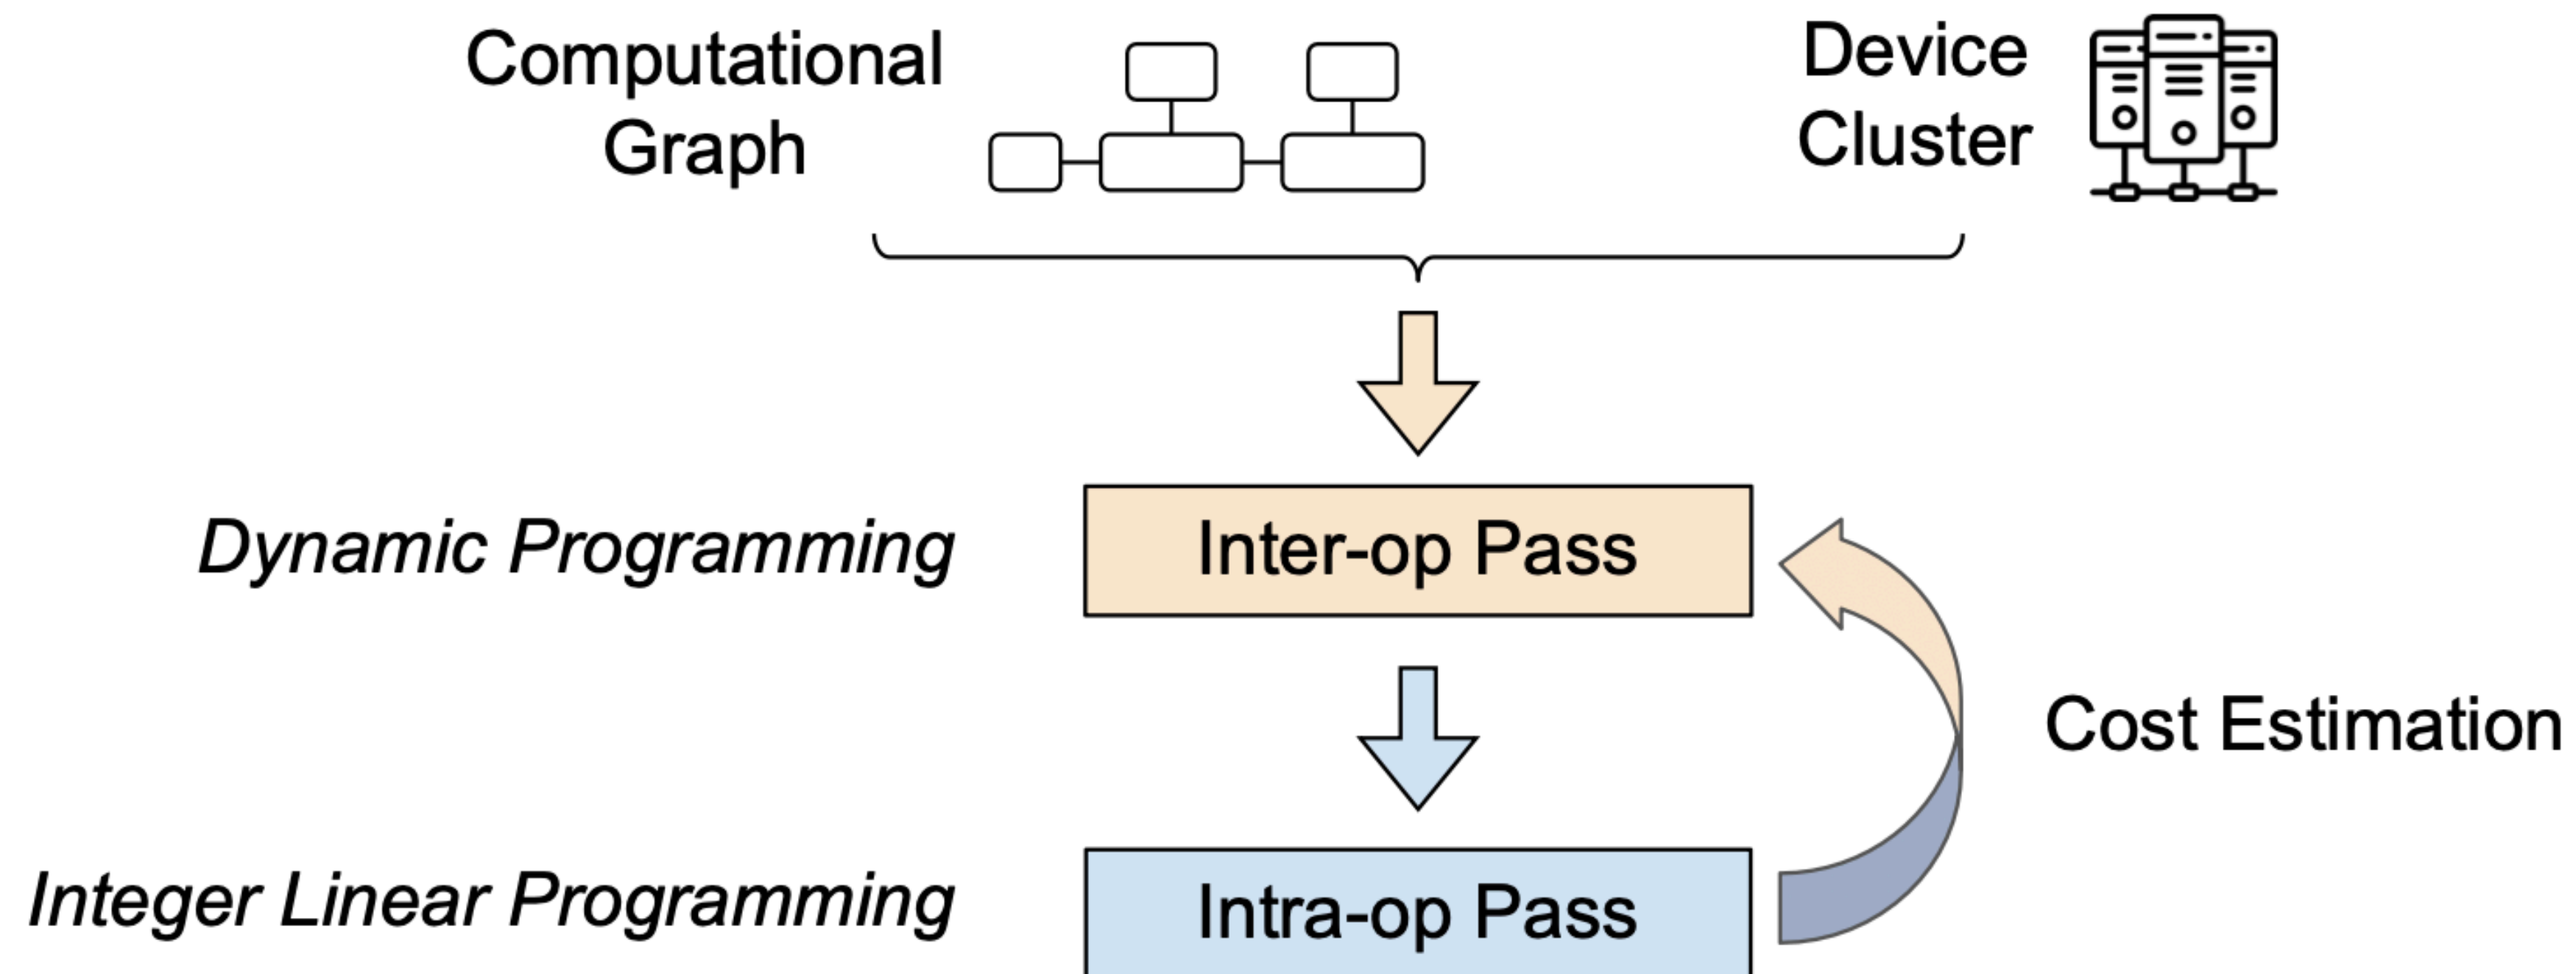 Computational
Graph
Device
Cluster
Dynamic Programming
Inter-op Pass
Cost Estimation
Integer Linear Programming
Intra-op Pass